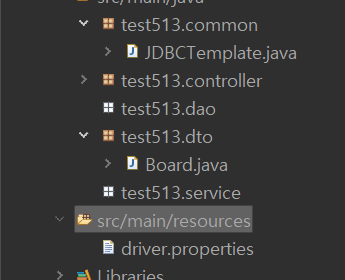 src/main/java
test513.common
JDBCTemplate.java
test513.controller
test513.dao
test513.dto
Board.java
test513.service
src/main/resources
driver.properties
Libraries